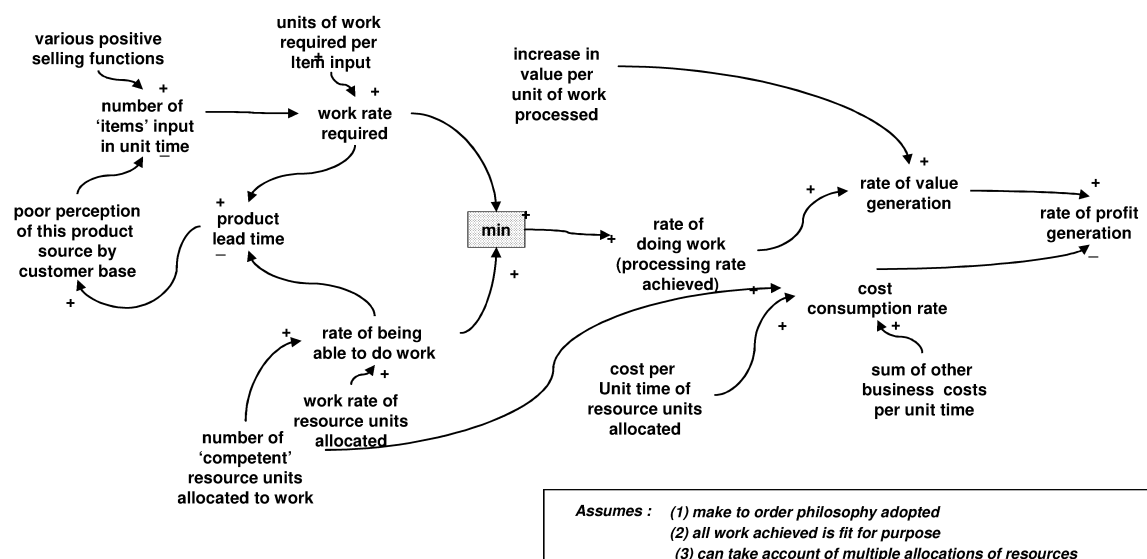 various positive
selling functions
+
number of
‘items’ input
in unit time
–
units of work
required per
Item input
+
+
work rate
required
increase in
value per
unit of work
processed
+
rate of value
generation
+
rate of profit
generation
–
poor perception
of this product
source by
customer base
+
+
product
lead time
–
min
+
+
+
rate of
doing work
(processing rate
achieved)
+
+
+
cost
consumption rate
+
+
rate of being
able to do work
+
work rate of
resource units
allocated
number of
‘competent’
resource units
allocated to work
cost per
Unit time of
resource units
allocated
sum of other
business costs
per unit time
Assumes : (1) make to order philosophy adopted
(2) all work achieved is fit for purpose
(3) can take account of multiple allocations of resources